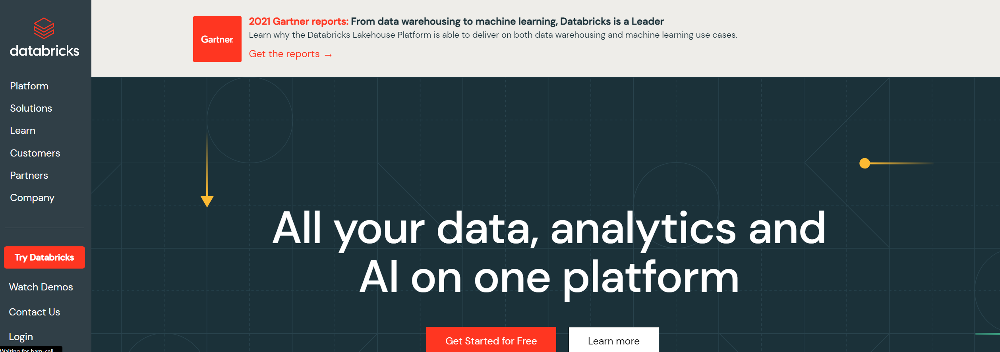 databricks
Platform
Solutions
Learn
Customers
Partners
Company
Try Databricks
Watch Demos
Contact Us
Login
Waiting for bam-cell
Gartner
2021 Gartner reports: From data warehousing to machine learning, Databricks is a Leader
Learn why the Databricks Lakehouse Platform is able to deliver on both data warehousing and machine learning use cases.
Get the reports →
All your data, analytics and
AI on one platform
Get Started for Free
Learn more